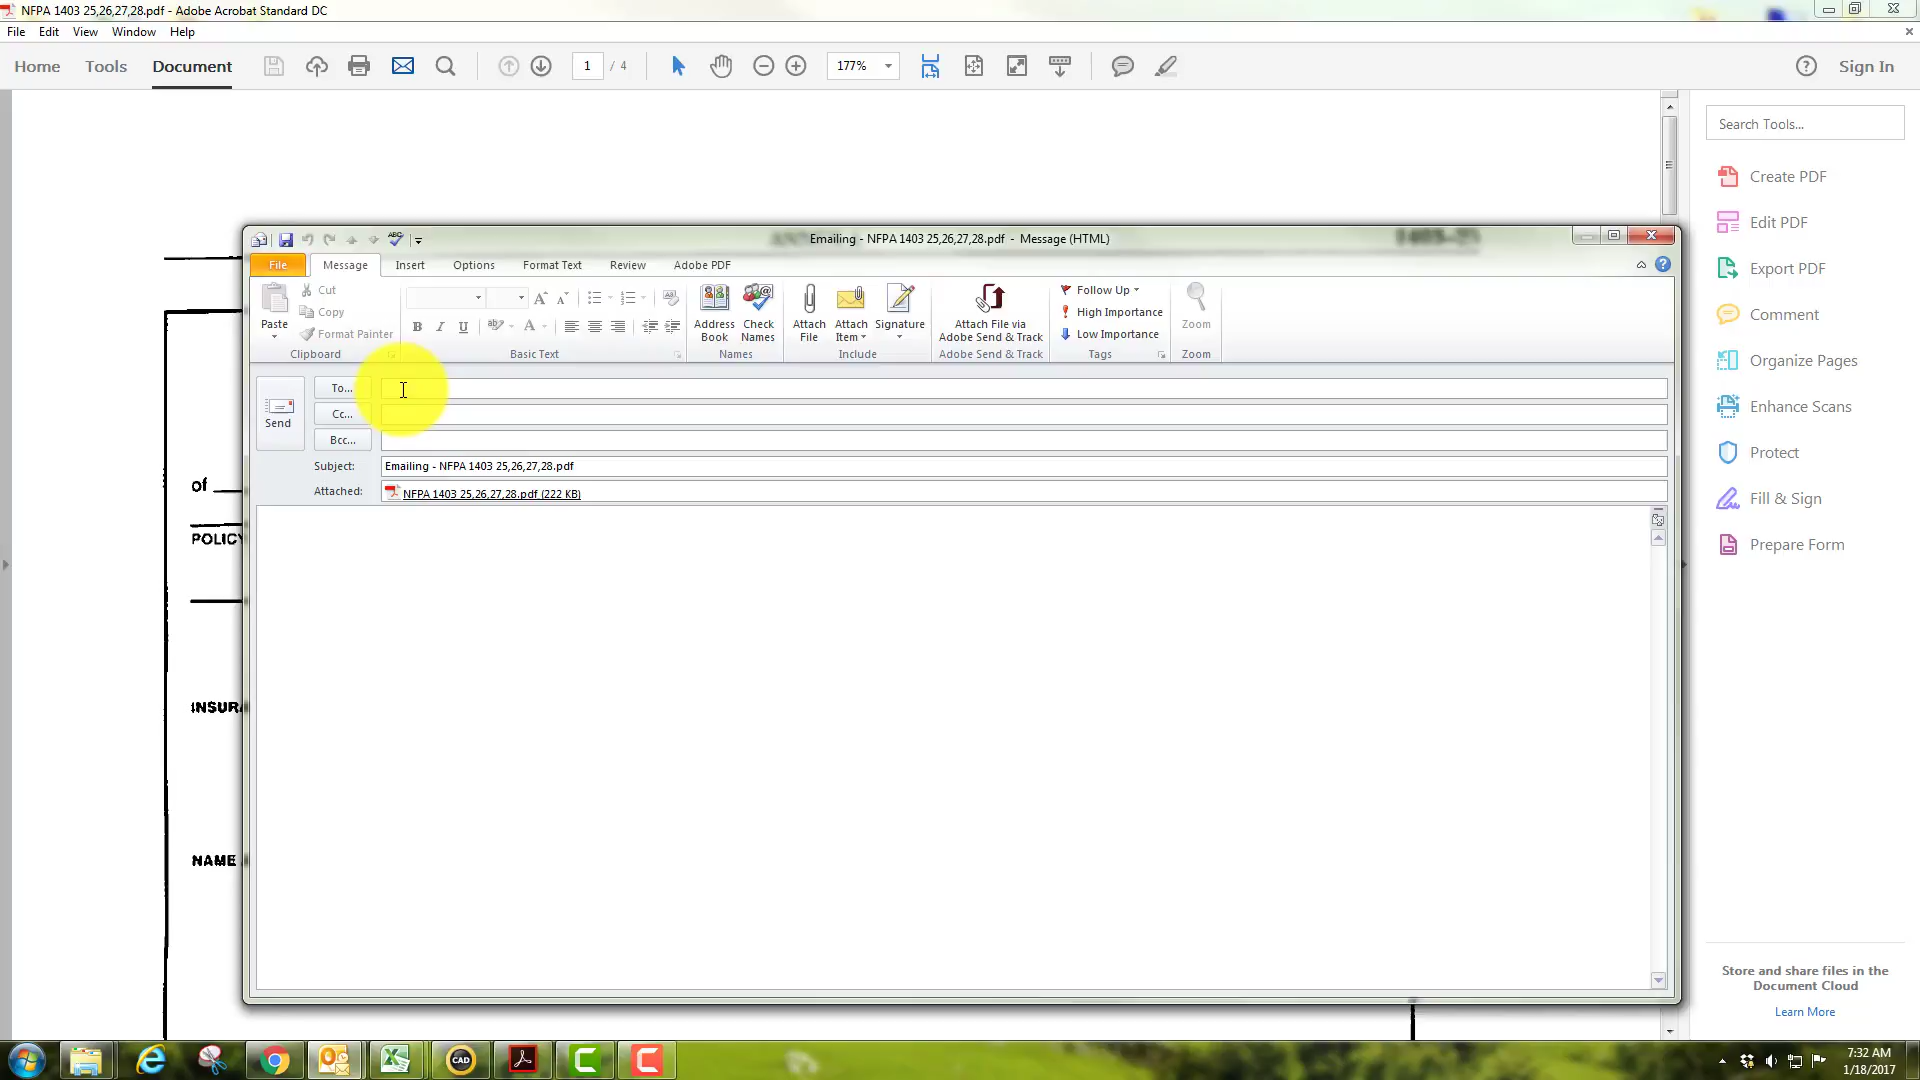 NFPA 1403 25,26,27,28.pdf - Adobe Acrobat Standard DC
File Edit View Window Help
Home Tools Document 1 / 4 177% Sign In
Search Tools...
Create PDF
Edit PDF
Export PDF
Comment
Organize Pages
Enhance Scans
Protect
Fill & Sign
Prepare Form
Store and share files in the
Document Cloud
Learn More
of
POLICY
INSURA
NAME
1403-25
Emailing - NFPA 1403 25,26,27,28.pdf - Message (HTML)
File Message Insert Options Format Text Review Adobe PDF
Paste
Cut
Copy
Format Painter
Clipboard
B I U ab A
Basic Text
Address
Book
Check
Names
Names
Attach
File
Attach
Item
Signature
Include
Attach File via
Adobe Send & Track
Adobe Send & Track
Follow Up
High Importance
Low Importance
Tags
Zoom
Zoom
Send
To...
Cc...
Bcc...
Subject: Emailing - NFPA 1403 25,26,27,28.pdf
Attached: NFPA 1403 25,26,27,28.pdf (222 KB)
CAD
7:32 AM
1/18/2017